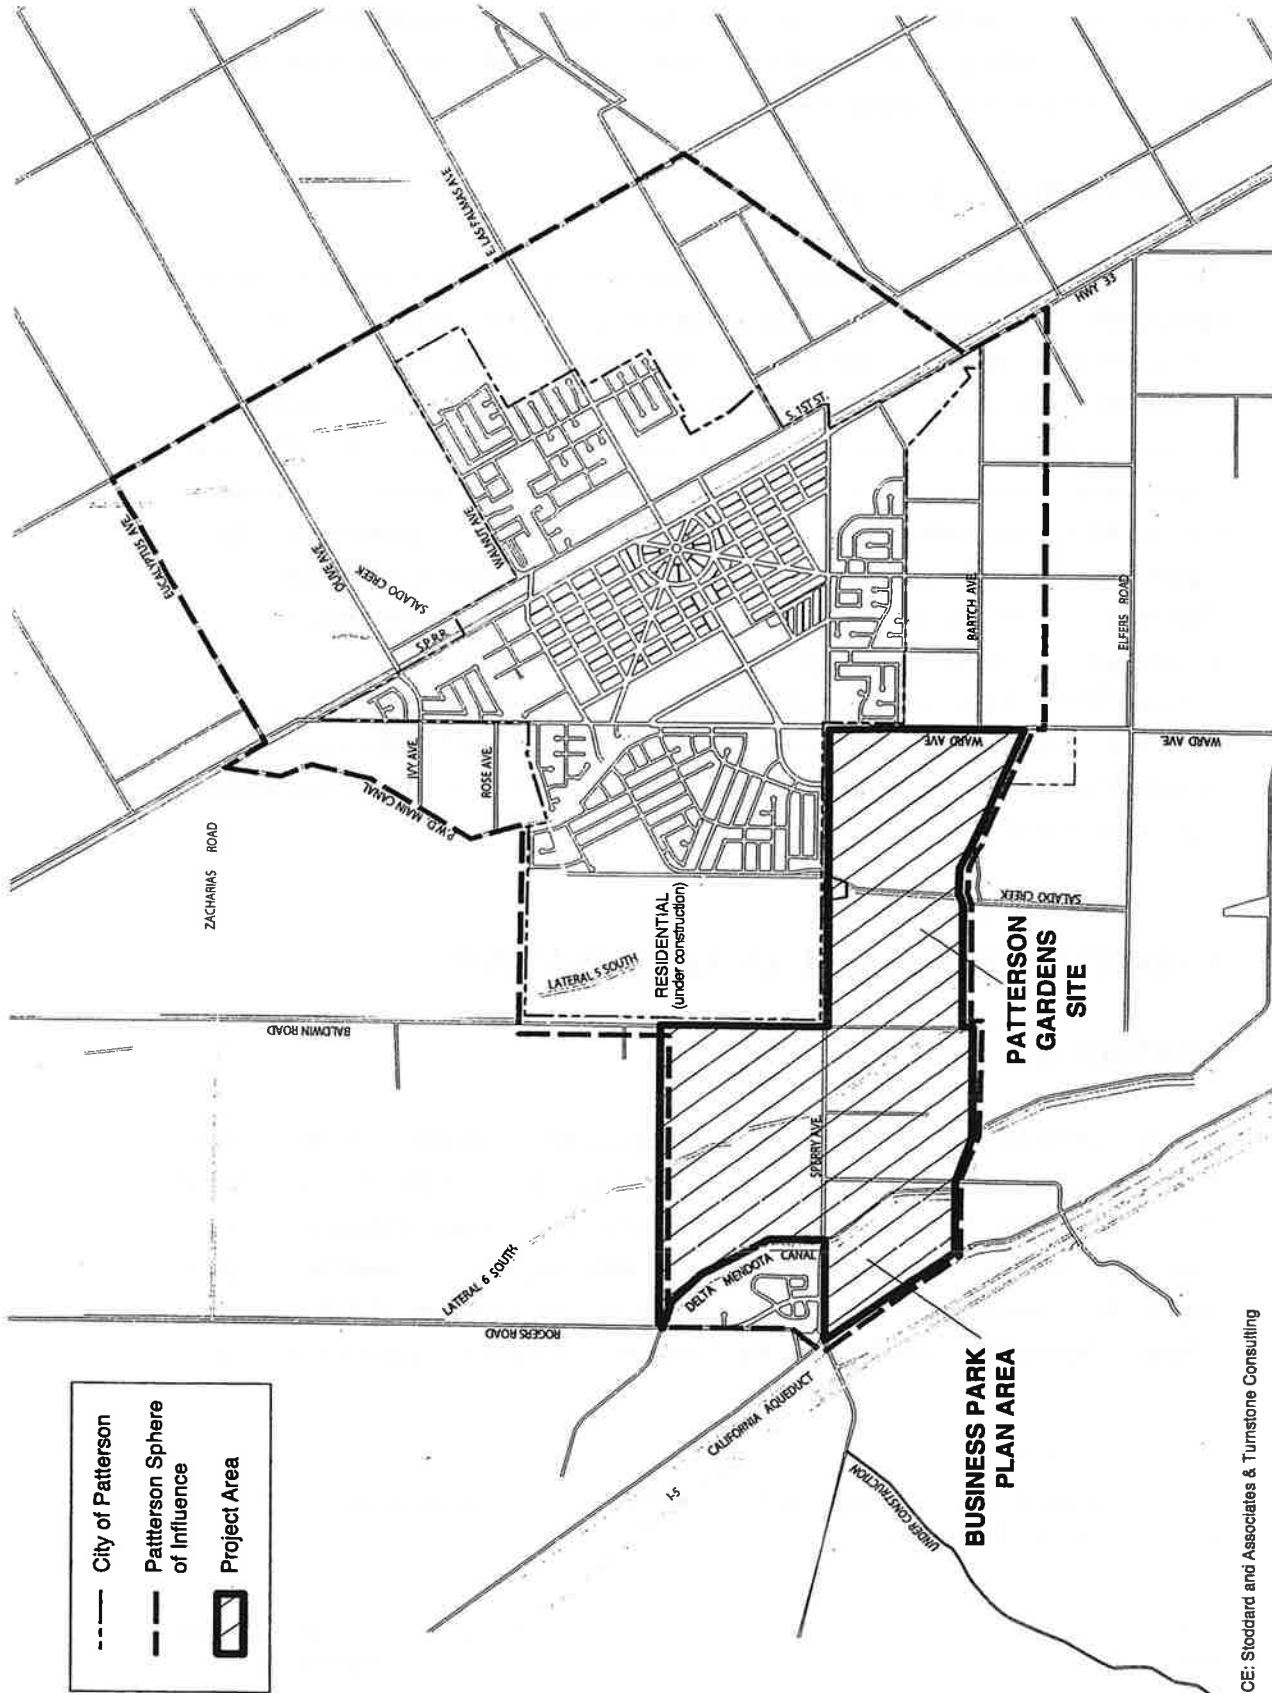 EUCALYPTUS AVE.
OLIVE AVE.
SALADO CREEK
WALNUT AVE
E LAS PALMAS AVE
S.P.R.R.
S. 1ST ST.
HWY 33
ZACHARIAS ROAD
P.W.D. MAIN CANAL
IVY AVE.
ROSE AVE.
BARTCH AVE
ELFERS ROAD
WARD AVE
WARD AVE
SALADO CREEK
BALDWIN ROAD
LATERAL 5 SOUTH
RESIDENTIAL
(under construction)
PATTERSON
GARDENS
SITE
LATERAL 6 SOUTH
SPERRY AVE
DELTA MENDOTA CANAL
ROGERS ROAD
CALIFORNIA AQUEDUCT
I-5
UNDER CONSTRUCTION
BUSINESS PARK
PLAN AREA
City of Patterson
Pattterson Sphere
of Influence
Project Area
CE: Stoddard and Associates & Turnstone Consulting